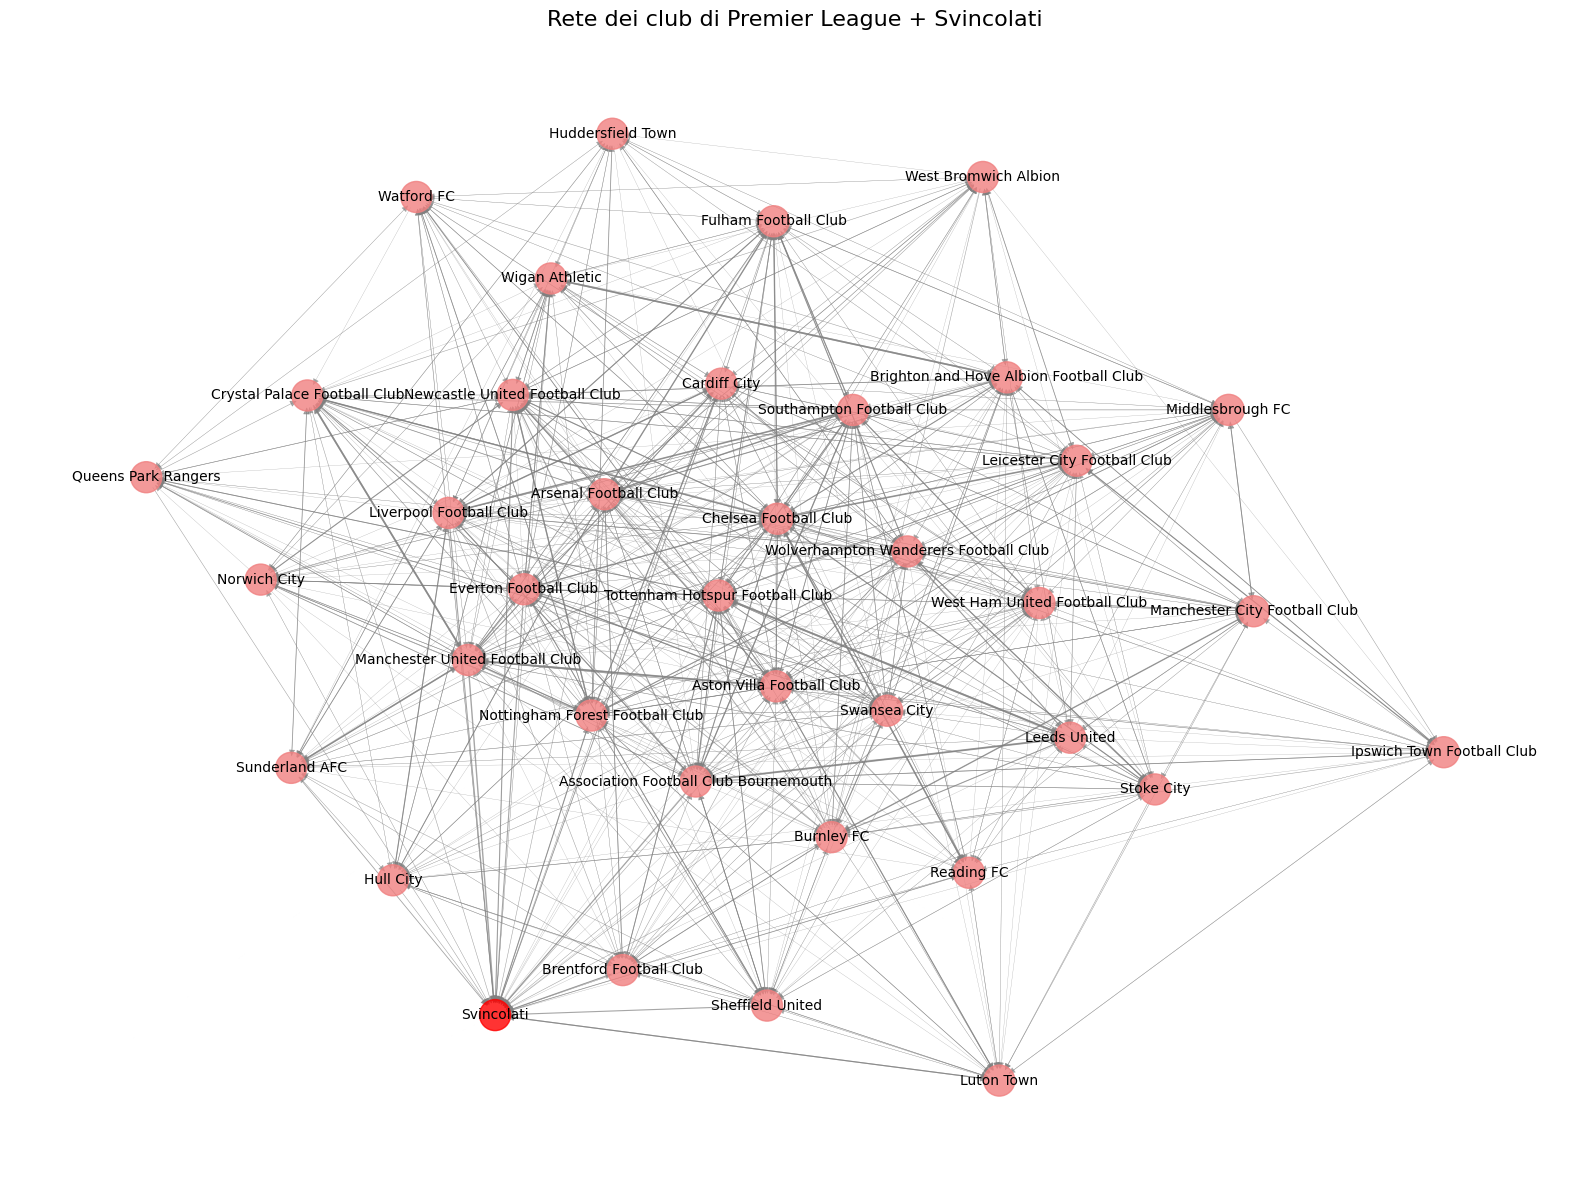 Rete dei club di Premier League + Svincolati
Huddersfield Town
West Bromwich Albion
Watford FC
Fulham Football Club
Wigan Athletic
Brighton and Hove Albion Football Club
Cardiff City
Crystal Palace Football Club
Newcastle United Football Club
Southampton Football Club
Middlesbrough FC
Leicester City Football Club
Queens Park Rangers
Arsenal Football Club
Liverpool Football Club
Chelsea Football Club
Wolverhampton Wanderers Football Club
Norwich City
Everton Football Club
Tottenham Hotspur Football Club
West Ham United Football Club
Manchester City Football Club
Manchester United Football Club
Aston Villa Football Club
Swansea City
Nottingham Forest Football Club
Leeds United
Ipswich Town Football Club
Sunderland AFC
Association Football Club Bournemouth
Stoke City
Burnley FC
Reading FC
Hull City
Brentford Football Club
Sheffield United
Svincolati
Luton Town